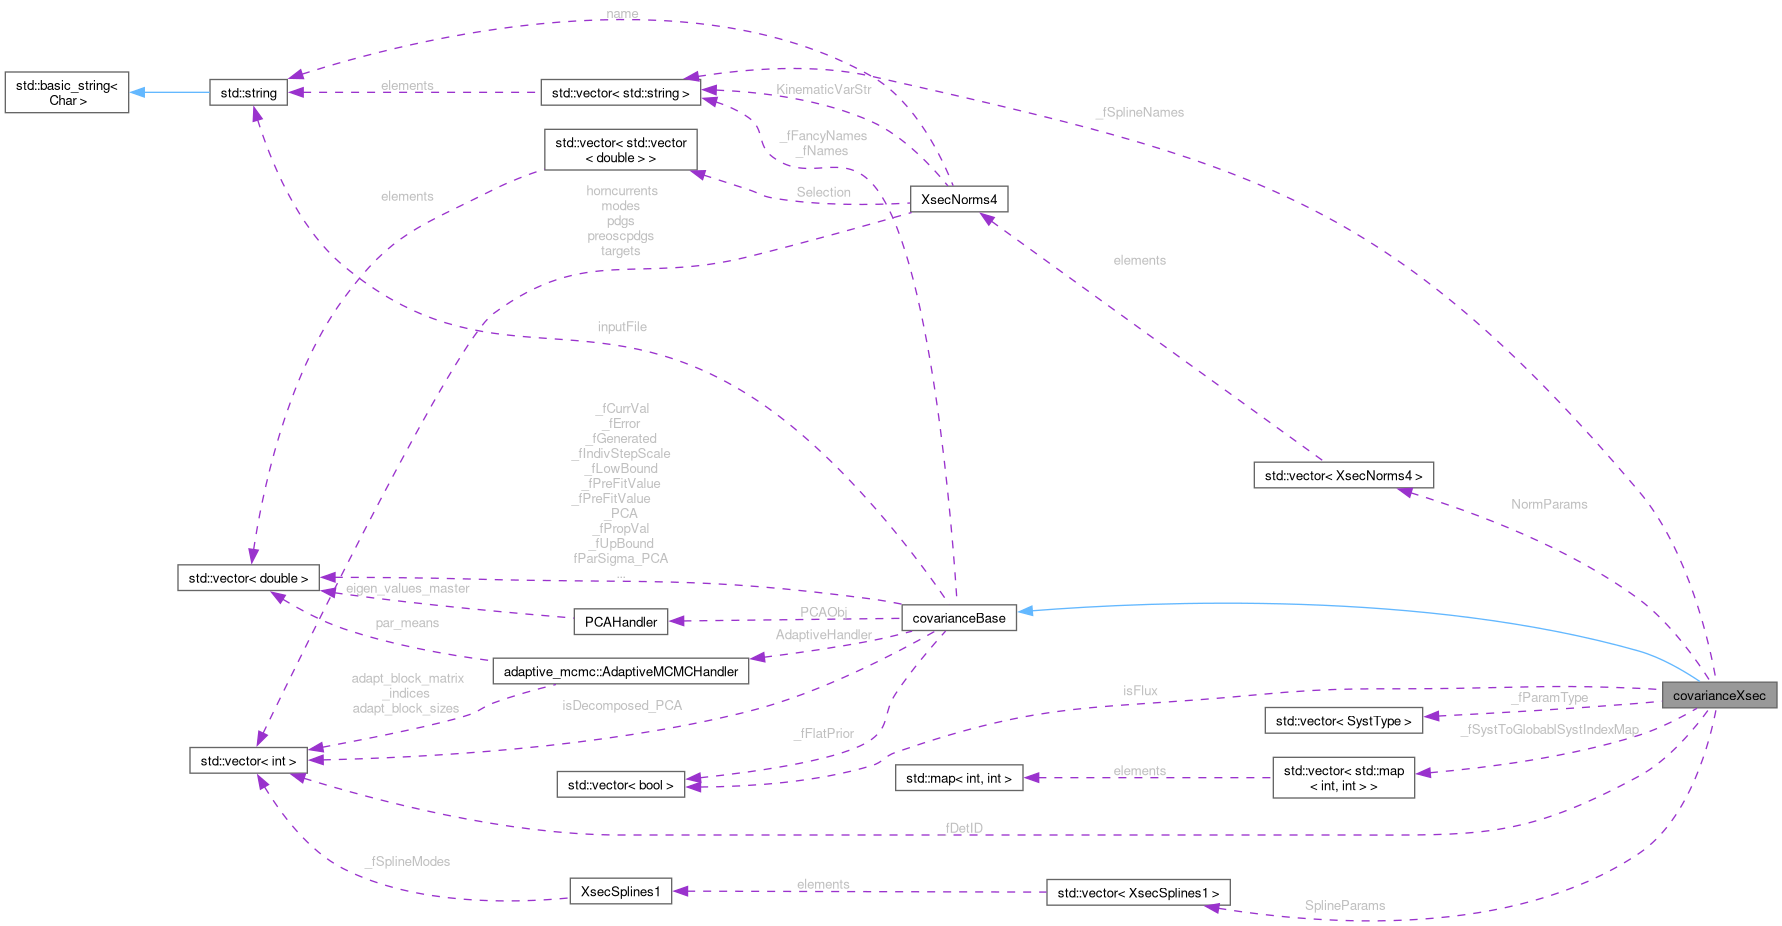 name
std::basic_string<
Char >
std::string
elements
std::vector< std::string >
KinematicVarStr
_fSplineNames
_fFancyNames
_fNames
std::vector< std::vector
< double > >
elements
Selection
XsecNorms4
horncurrents
modes
pdgs
preoscpdgs
targets
elements
inputFile
_fCurrVal
_fError
_fGenerated
_fIndivStepScale
_fLowBound
_fPreFitValue
_fPreFitValue
_PCA
_fPropVal
_fUpBound
fParSigma_PCA
...
std::vector< XsecNorms4 >
NormParams
std::vector< double >
eigen_values_master
PCAHandler
PCAObj
covarianceBase
par_means
AdaptiveHandler
adaptive_mcmc::AdaptiveMCMCHandler
adapt_block_matrix
_indices
adapt_block_sizes
isDecomposed_PCA
isFlux
_fParamType
covarianceXsec
std::vector< SystType >
_fSystToGlobablSystIndexMap
_fFlatPrior
std::vector< int >
std::vector< bool >
std::map< int, int >
elements
std::vector< std::map
< int, int > >
fDetID
_fSplineModes
XsecSplines1
elements
std::vector< XsecSplines1 >
SplineParams